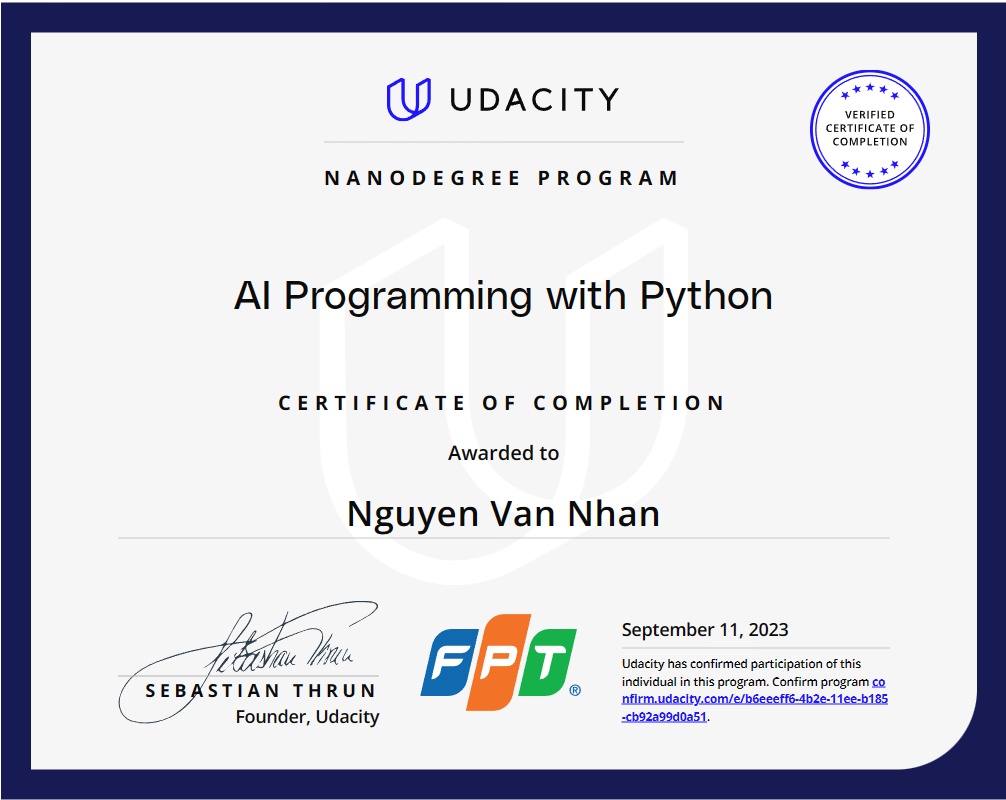 UDACITY
VERIFIED
CERTIFICATE OF
COMPLETION
NANODEGREE PROGRAM
AI Programming with Python
CERTIFICATE OF COMPLETION
Awarded to
Nguyen Van Nhan
Sebastian Thrun
SEBASTIAN THRUN
Founder, Udacity
FPT®
September 11, 2023
Udacity has confirmed participation of this
individual in this program. Confirm program co
nfirm.udacity.com/e/b6eeeff6-4b2e-11ee-b185
-cb92a99d0a51.